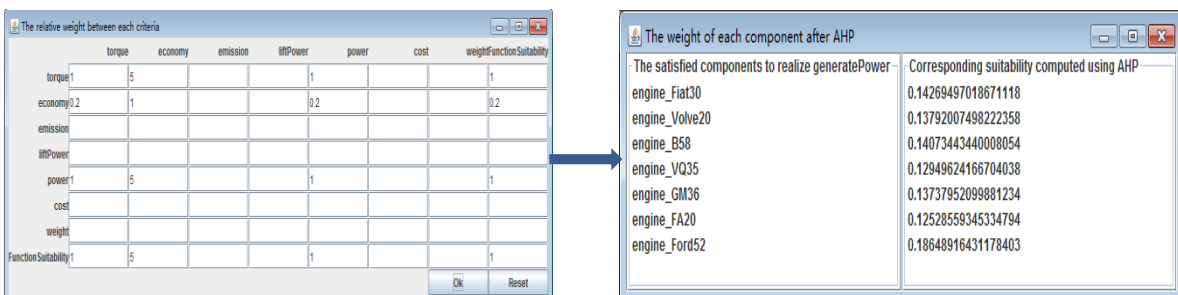 The relative weight between each criteria
torque economy emission liftPower power cost weightFunctionSuitability
torque 1 5 1 1
economy 0.2 1 0.2 0.2
emission
liftPower
power 1 5 1 1
cost
weight
FunctionSuitability 1 5 1 1
Ok Reset
The weight of each component after AHP
The satisfied components to realize generatePower Corresponding suitability computed using AHP
engine_Fiat30 0.14269497018671118
engine_Volve20 0.13792007498222358
engine_B58 0.14073443440008054
engine_VQ35 0.12949624166704038
engine_GM36 0.13737952099881234
engine_FA20 0.12528559345334794
engine_Ford52 0.18648916431178403